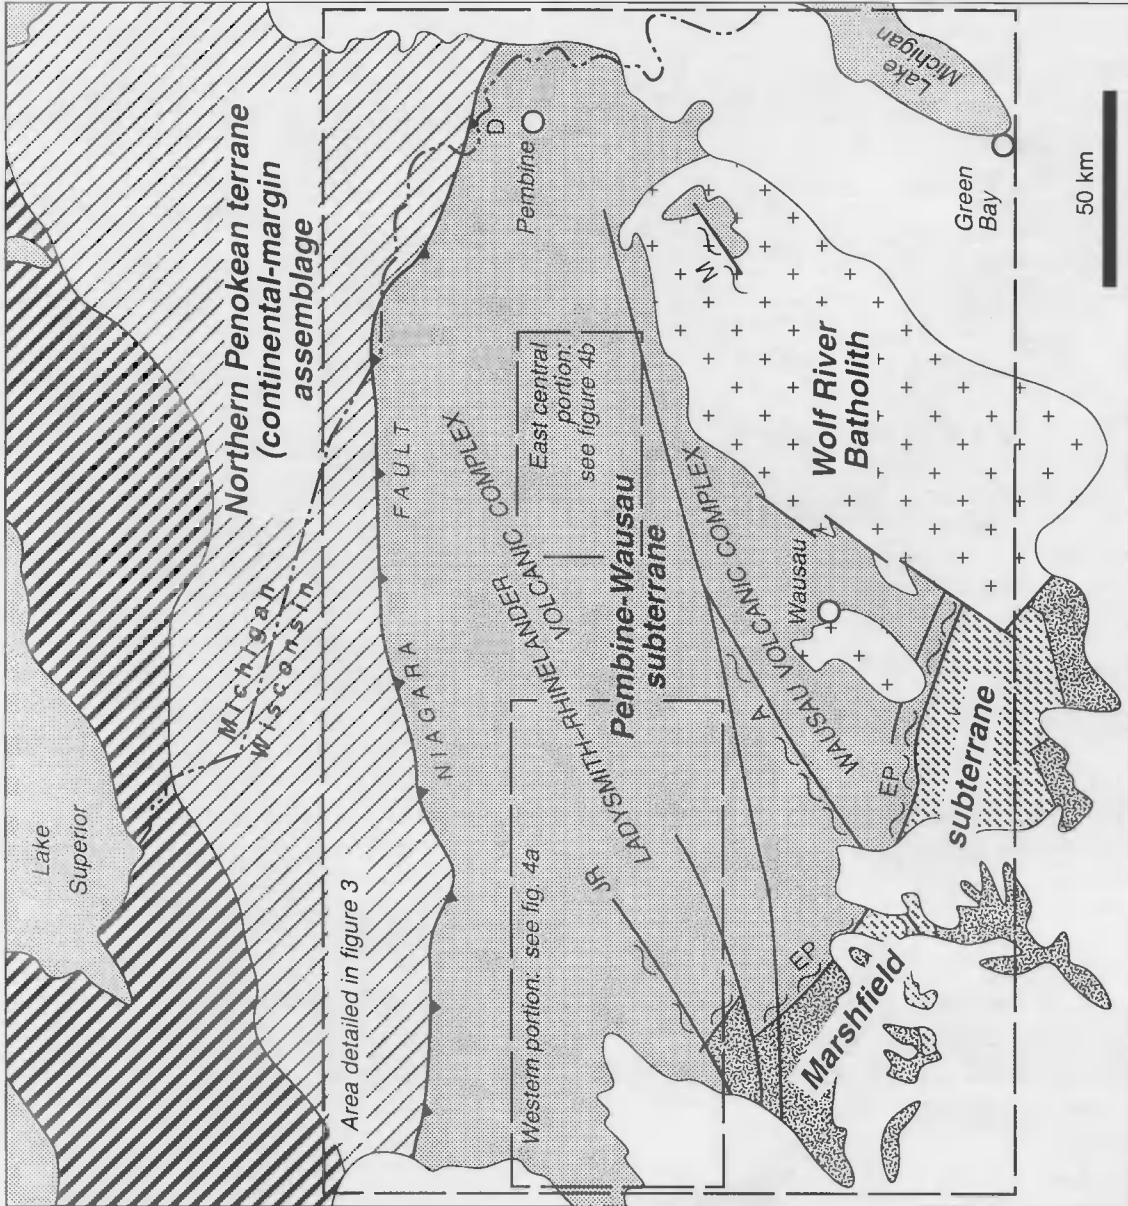 Lake
Superior
Michigan
Wisconsin
Northern Penokean terrane
(continental-margin
assemblage
Area detailed in figure 3
NIAGARA FAULT
D
Pembine
Western portion: see fig. 4a
JR
LADYSMITH–RHINELANDER
VOLCANIC COMPLEX
East central
portion:
see figure 4b
Pembine-Wausau
subterrane
A
WAUSAU VOLCANIC COMPLEX
M
Lake
Michigan
Wausau
Wolf River
Batholith
EP
EP
Marshfield
subterrane
Green
Bay
50 km